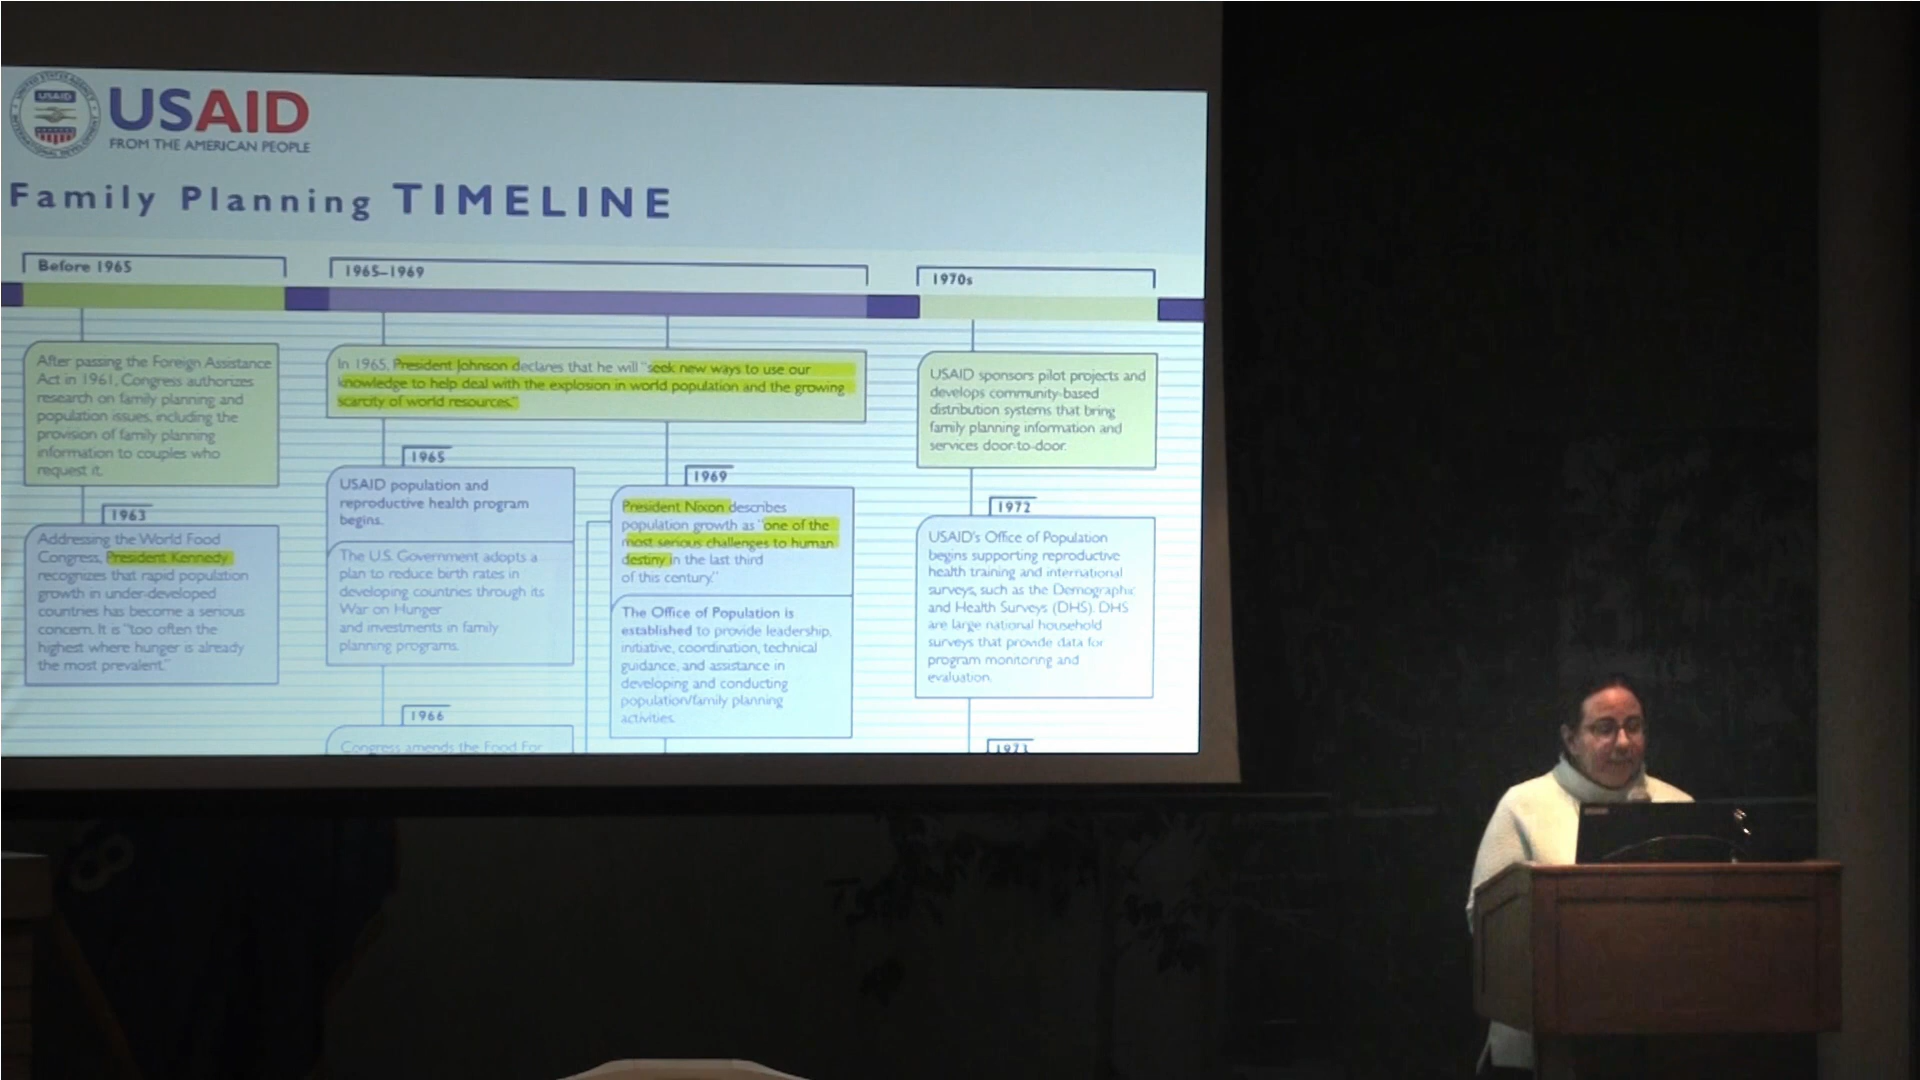 USAID
USAID
FROM THE AMERICAN PEOPLE
Family Planning TIMELINE
Before 1965
After passing the Foreign Assistance
Act in 1961, Congress authorizes
research on family planning and
population issues, including the
provision of family planning
information to couples who
request it.
1963
Addressing the World Food
Congress, President Kennedy
recognizes that rapid population
growth in under-developed
countries has become a serious
concern. It is "too often the
highest where hunger is already
the most prevalent."
1965–1969
In 1965, President Johnson declares that he will "seek new ways to use our
knowledge to help deal with the explosion in world population and the growing
scarcity of world resources."
1965
USAID population and
reproductive health program
begins.
The U.S. Government adopts a
plan to reduce birth rates in
developing countries through its
War on Hunger
and investments in family
planning programs.
1966
Congress amends the Food For
1969
President Nixon describes
population growth as "one of the
most serious challenges to human
destiny in the last third
of this century."
The Office of Population is
established to provide leadership,
initiative, coordination, technical
guidance, and assistance in
developing and conducting
population/family planning
activities.
1970s
USAID sponsors pilot projects and
develops community-based
distribution systems that bring
family planning information and
services door-to-door.
1972
USAID's Office of Population
begins supporting reproductive
health training and international
surveys, such as the Demographic
and Health Surveys (DHS). DHS
are large national household
surveys that provide data for
program monitoring and
evaluation.
8